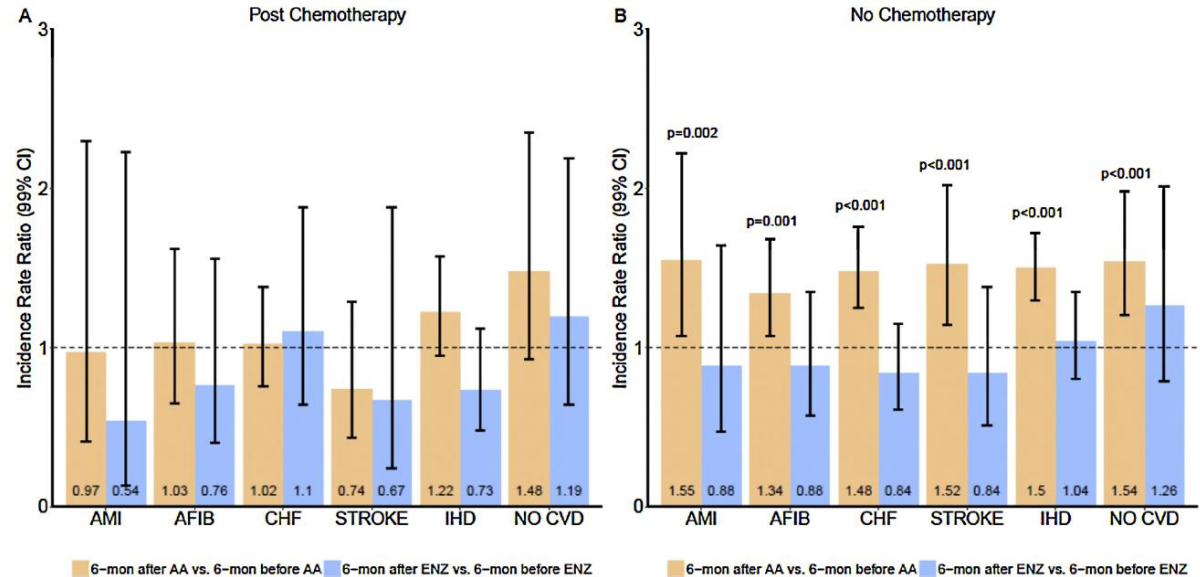 A
Post Chemotherapy
Incidence Rate Ratio (99% CI)
3
2
1
0
0.97 0.54 1.03 0.76 1.02 1.1 0.74 0.67 1.22 0.73 1.48 1.19
AMI AFIB CHF STROKE IHD NO CVD
6-mon after AA vs. 6-mon before AA 6-mon after ENZ vs. 6-mon before ENZ
B
No Chemotherapy
Incidence Rate Ratio (99% CI)
3
2
1
0
p=0.002 p=0.001 p<0.001 p<0.001 p<0.001 p<0.001
1.55 0.88 1.34 0.88 1.48 0.84 1.52 0.84 1.5 1.04 1.54 1.26
AMI AFIB CHF STROKE IHD NO CVD
6-mon after AA vs. 6-mon before AA 6-mon after ENZ vs. 6-mon before ENZ